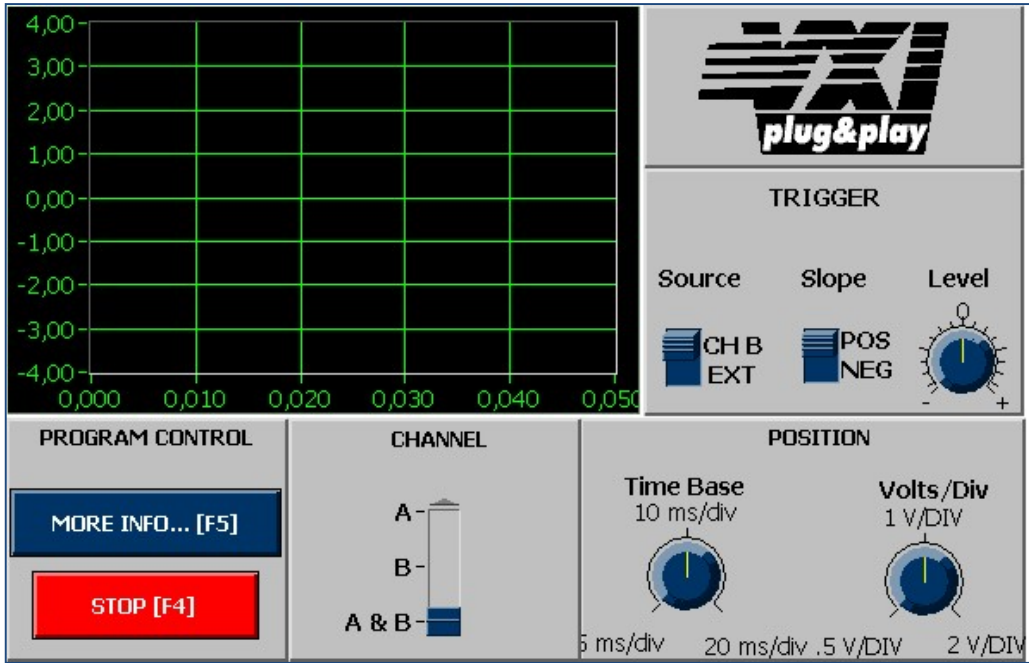 4,00
3,00
2,00
1,00
0,00
-1,00
-2,00
-3,00
-4,00
0,000 0,010 0,020 0,030 0,040 0,050
VXI
plug&play
TRIGGER
Source Slope Level
0
CH B
EXT
POS
NEG
- +
PROGRAM CONTROL
MORE INFO... [F5]
STOP [F4]
CHANNEL
A
B
A & B
POSITION
Time Base
10 ms/div
5 ms/div 20 ms/div
Volts/Div
1 V/DIV
.5 V/DIV 2 V/DIV